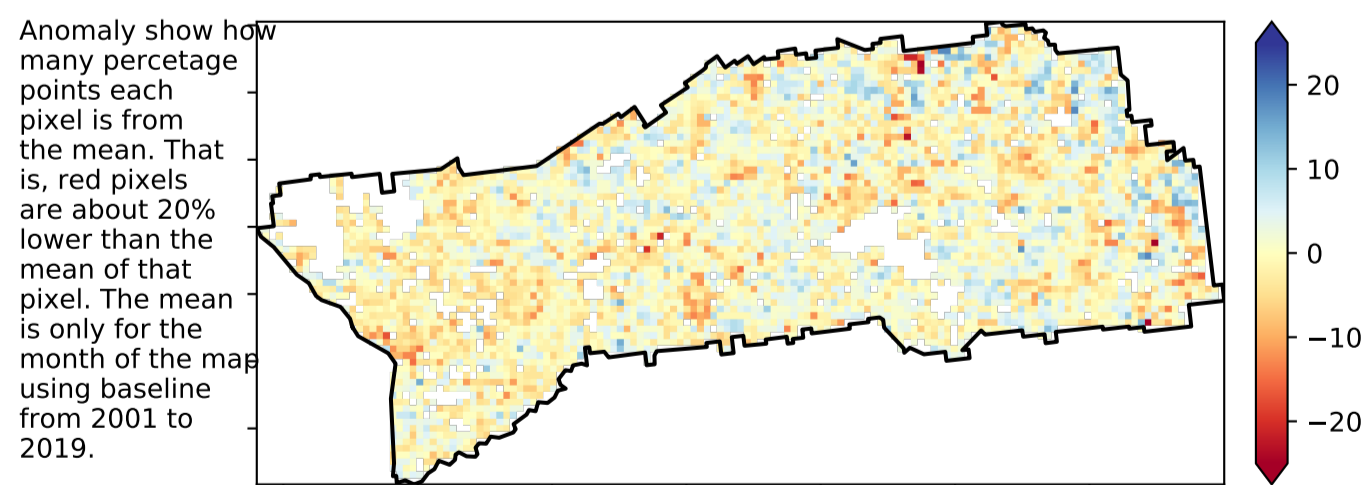 Anomaly show how
many percetage
points each
pixel is from
the mean. That
is, red pixels
are about 20%
lower than the
mean of that
pixel. The mean
is only for the
month of the map
using baseline
from 2001 to
2019.
20
10
0
−10
−20